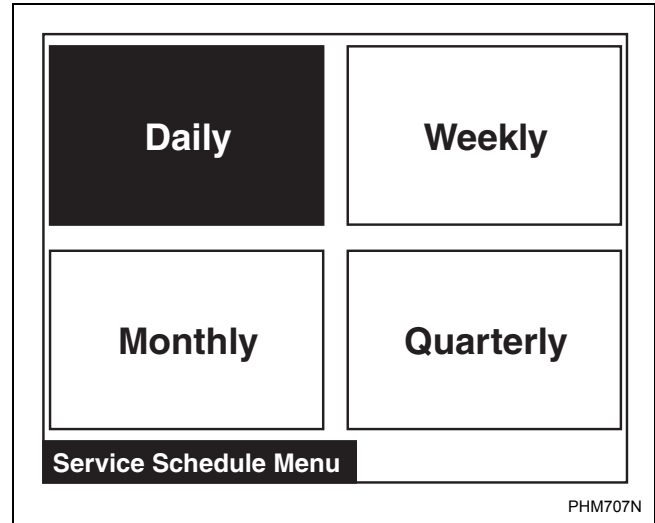 Daily
Weekly
Monthly
Quarterly
Service Schedule Menu
PHM707N